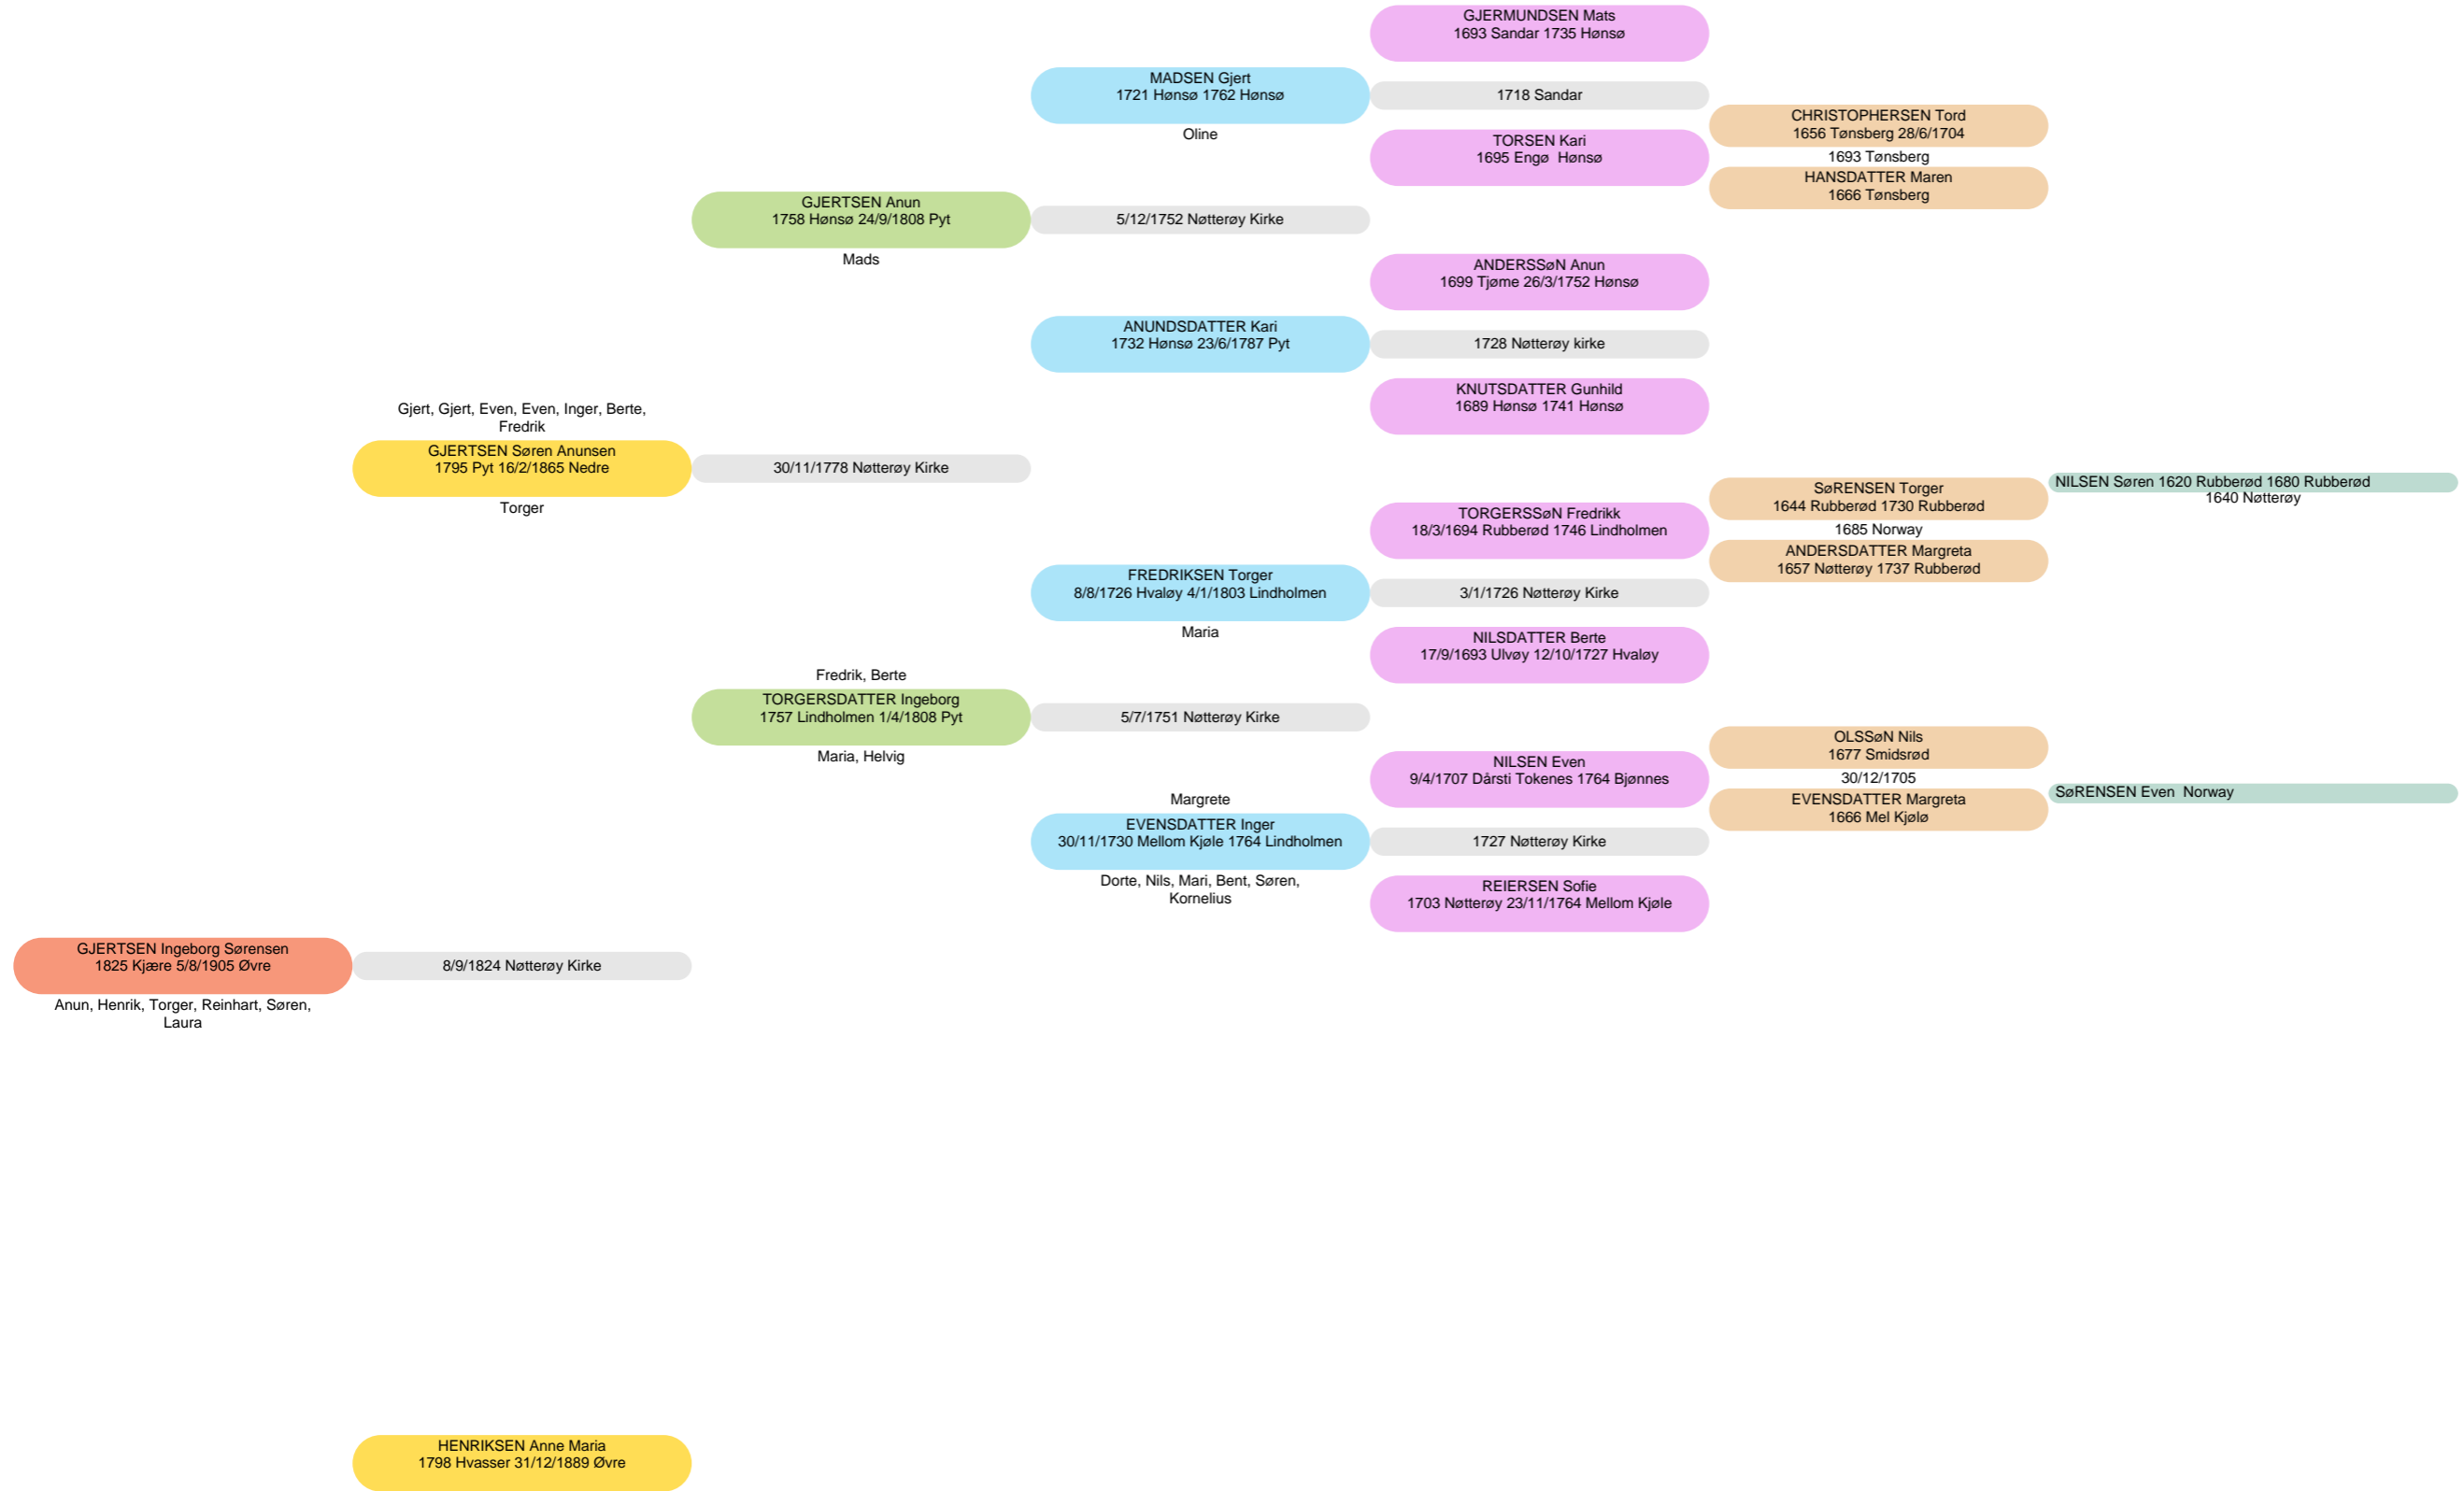 GJERMUNDSEN Mats
1693 Sandar 1735 Hønsø
MADSEN Gjert
1721 Hønsø 1762 Hønsø
Oline
1718 Sandar
CHRISTOPHERSEN Tord
1656 Tønsberg 28/6/1704
TORSEN Kari
1695 Engø  Hønsø
1693 Tønsberg
HANSDATTER Maren
1666 Tønsberg
GJERTSEN Anun
1758 Hønsø 24/9/1808 Pyt
Mads
5/12/1752 Nøtterøy Kirke
ANDERSSøN Anun
1699 Tjøme 26/3/1752 Hønsø
ANUNDSDATTER Kari
1732 Hønsø 23/6/1787 Pyt
1728 Nøtterøy kirke
KNUTSDATTER Gunhild
1689 Hønsø 1741 Hønsø
Gjert, Gjert, Even, Even, Inger, Berte,
Fredrik
GJERTSEN Søren Anunsen
1795 Pyt 16/2/1865 Nedre
Torger
30/11/1778 Nøtterøy Kirke
SøRENSEN Torger
1644 Rubberød 1730 Rubberød
NILSEN Søren 1620 Rubberød 1680 Rubberød
1640 Nøtterøy
TORGERSSøN Fredrikk
18/3/1694 Rubberød 1746 Lindholmen
1685 Norway
ANDERSDATTER Margreta
1657 Nøtterøy 1737 Rubberød
FREDRIKSEN Torger
8/8/1726 Hvaløy 4/1/1803 Lindholmen
Maria
3/1/1726 Nøtterøy Kirke
NILSDATTER Berte
17/9/1693 Ulvøy 12/10/1727 Hvaløy
Fredrik, Berte
TORGERSDATTER Ingeborg
1757 Lindholmen 1/4/1808 Pyt
Maria, Helvig
5/7/1751 Nøtterøy Kirke
OLSSøN Nils
1677 Smidsrød
NILSEN Even
9/4/1707 Dårsti Tokenes 1764 Bjønnes
30/12/1705
EVENSDATTER Margreta
1666 Mel Kjølø
SøRENSEN Even  Norway
Margrete
EVENSDATTER Inger
30/11/1730 Mellom Kjøle 1764 Lindholmen
Dorte, Nils, Mari, Bent, Søren,
Kornelius
1727 Nøtterøy Kirke
REIERSEN Sofie
1703 Nøtterøy 23/11/1764 Mellom Kjøle
GJERTSEN Ingeborg Sørensen
1825 Kjære 5/8/1905 Øvre
Anun, Henrik, Torger, Reinhart, Søren,
Laura
8/9/1824 Nøtterøy Kirke
HENRIKSEN Anne Maria
1798 Hvasser 31/12/1889 Øvre